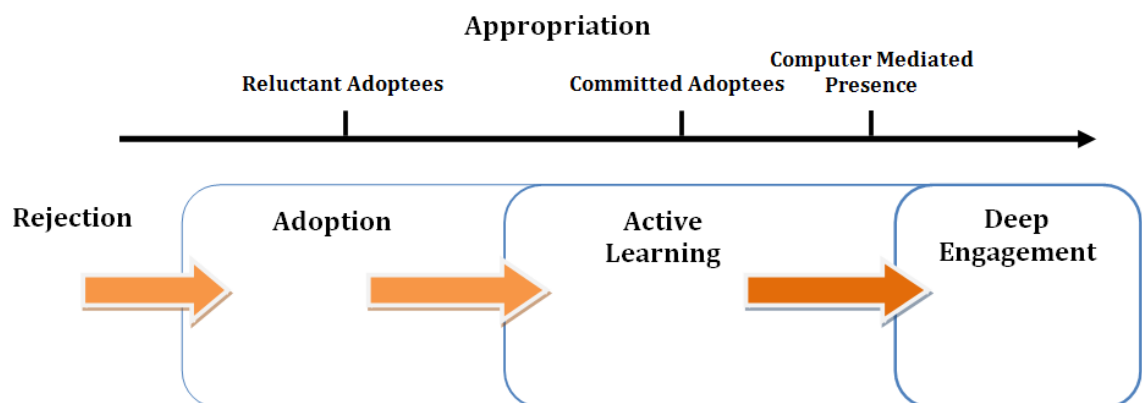 Appropriation
Computer Mediated
Presence
Reluctant Adoptees
Committed Adoptees
Rejection
Adoption
Active
Learning
Deep
Engagement